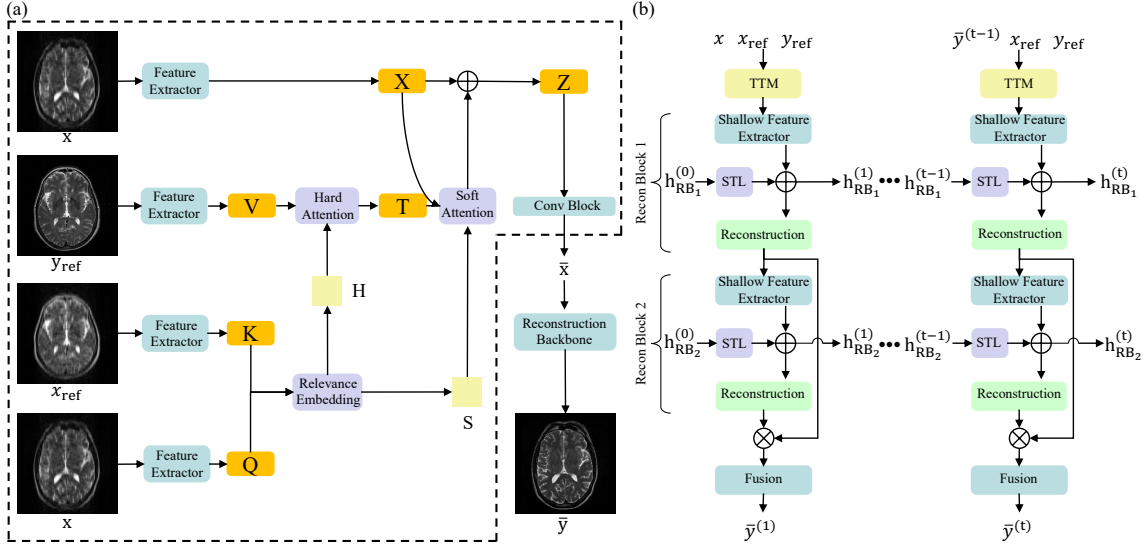 (a)
Feature
Extractor
X
Z
x
Feature
Extractor
V
Hard
Attention
T
Soft
Attention
Conv Block
y_ref
H
x̄
Feature
Extractor
K
Reconstruction
Backbone
x_ref
Relevance
Embedding
S
Feature
Extractor
Q
x
ȳ
(b)
x x_ref y_ref
TTM
Shallow Feature
Extractor
Recon Block 1
h_RB₁^(0)
STL
h_RB₁^(1)
Reconstruction
Shallow Feature
Extractor
Recon Block 2
h_RB₂^(0)
STL
h_RB₂^(1)
Reconstruction
Fusion
ȳ^(1)
ȳ^(t−1) x_ref y_ref
TTM
Shallow Feature
Extractor
•••
h_RB₁^(t−1)
STL
h_RB₁^(t)
Reconstruction
Shallow Feature
Extractor
•••
h_RB₂^(t−1)
STL
h_RB₂^(t)
Reconstruction
Fusion
ȳ^(t)